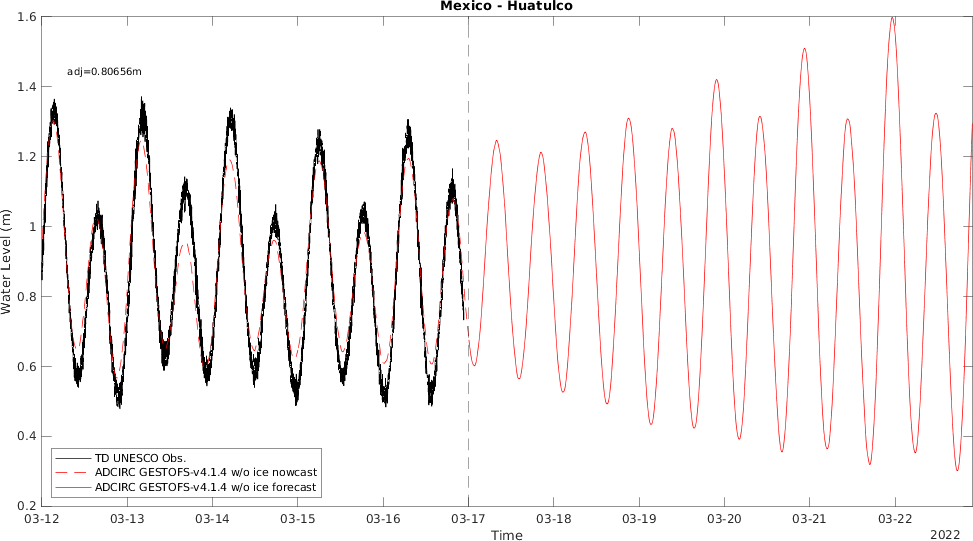 Mexico - Huatulco
adj=0.80656m
1.6
1.4
1.2
1
0.8
0.6
0.4
0.2
Water Level (m)
TD UNESCO Obs.
ADCIRC GESTOFS-v4.1.4 w/o ice nowcast
ADCIRC GESTOFS-v4.1.4 w/o ice forecast
03-12 03-13 03-14 03-15 03-16 03-17 03-18 03-19 03-20 03-21 03-22
Time
2022